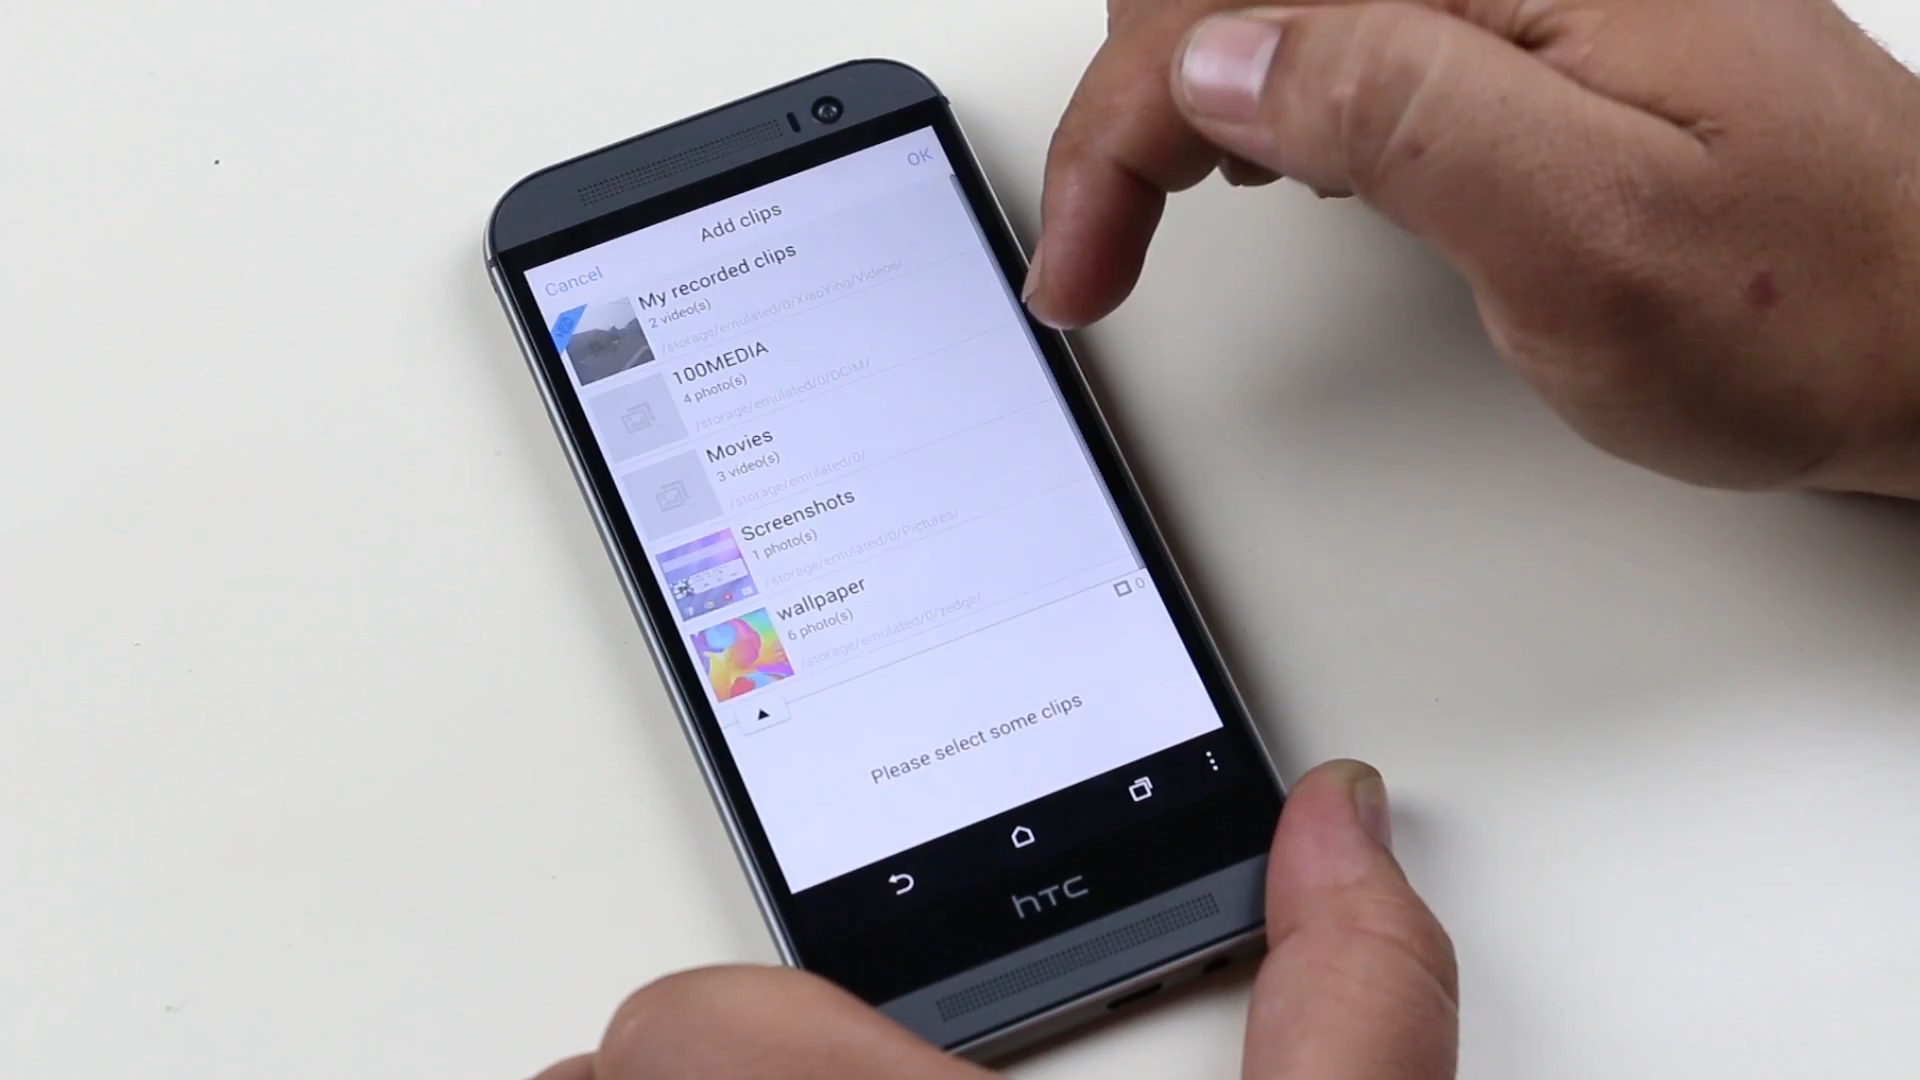 OK
Add clips
Cancel
My recorded clips
2 video(s)
/storage/emulated/0/XiaoYing/Videos/
100MEDIA
4 photo(s)
/storage/emulated/0/DCIM/
Movies
3 video(s)
/storage/emulated/0/
Screenshots
1 photo(s)
/storage/emulated/0/Pictures/
wallpaper
6 photo(s)
/storage/emulated/0/zedge/
0
Please select some clips
hTC